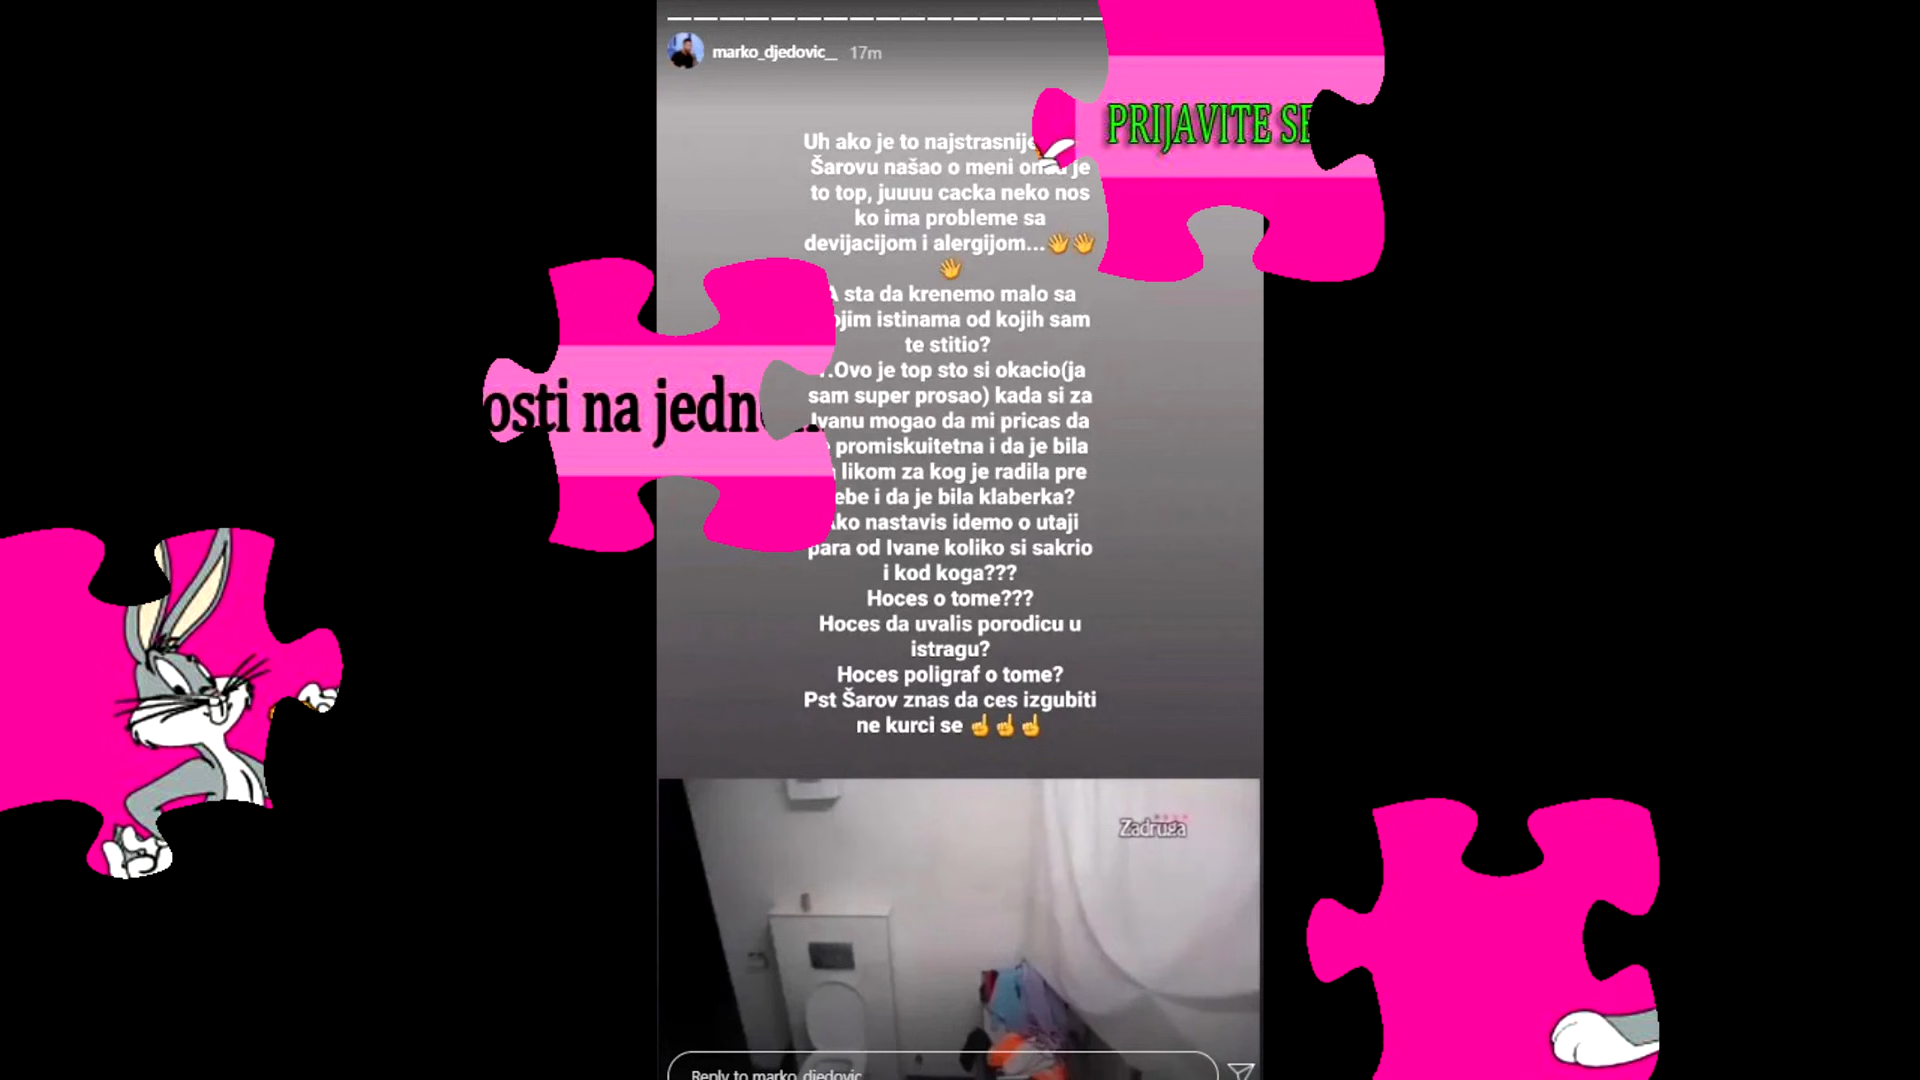 marko_djedovic__ 17m
PRIJAVITE SE
Uh ako je to najstrasnije
Šarovu našao o meni onda je
to top, juuuu cacka neko nos
ko ima probleme sa
devijacijom i alergijom...👋👋
👋
A sta da krenemo malo sa
ojim istinama od kojih sam
te stitio?
.Ovo je top sto si okacio(ja
sam super prosao) kada si za
Ivanu mogao da mi pricas da
promiskuitetna i da je bila
likom za kog je radila pre
ebe i da je bila klaberka?
Ako nastavis idemo o utaji
para od Ivane koliko si sakrio
i kod koga???
Hoces o tome???
Hoces da uvalis porodicu u
istragu?
Hoces poligraf o tome?
Pst Šarov znas da ces izgubiti
ne kurci se ☝☝☝
osti na jedn
Zadruga
Reply to marko_djedovic